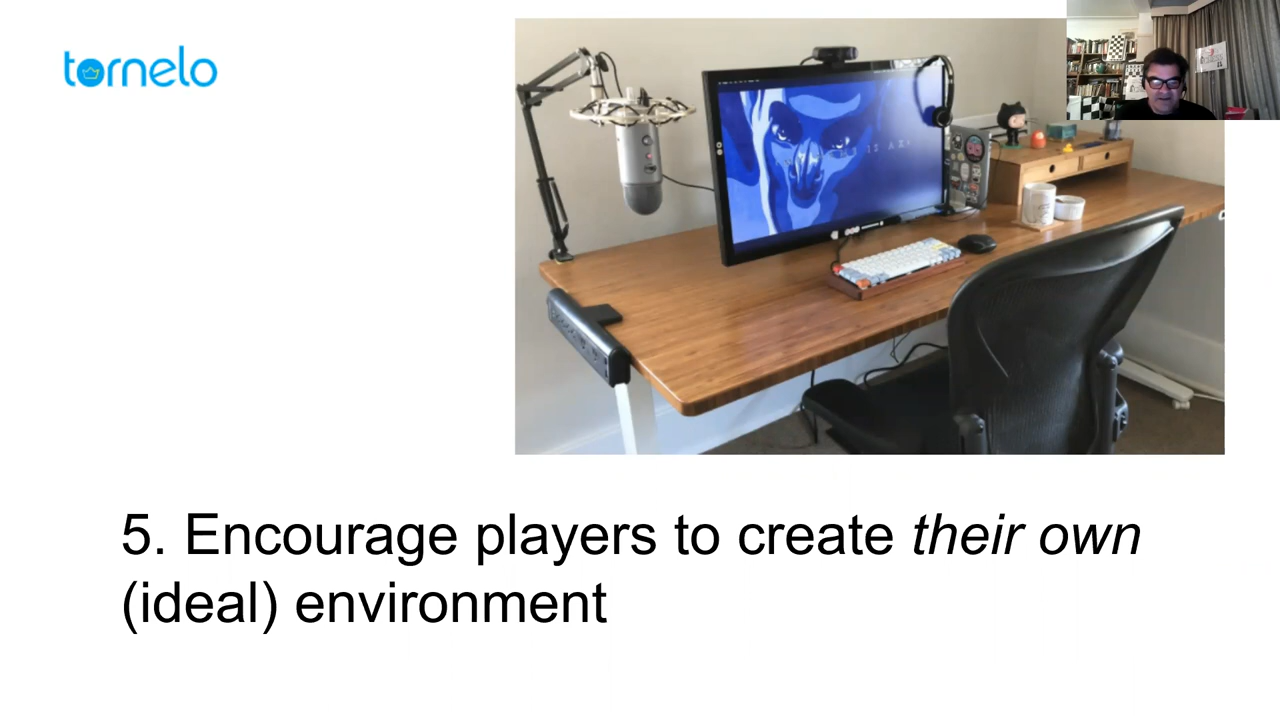 tornelo
5. Encourage players to create their own
(ideal) environment